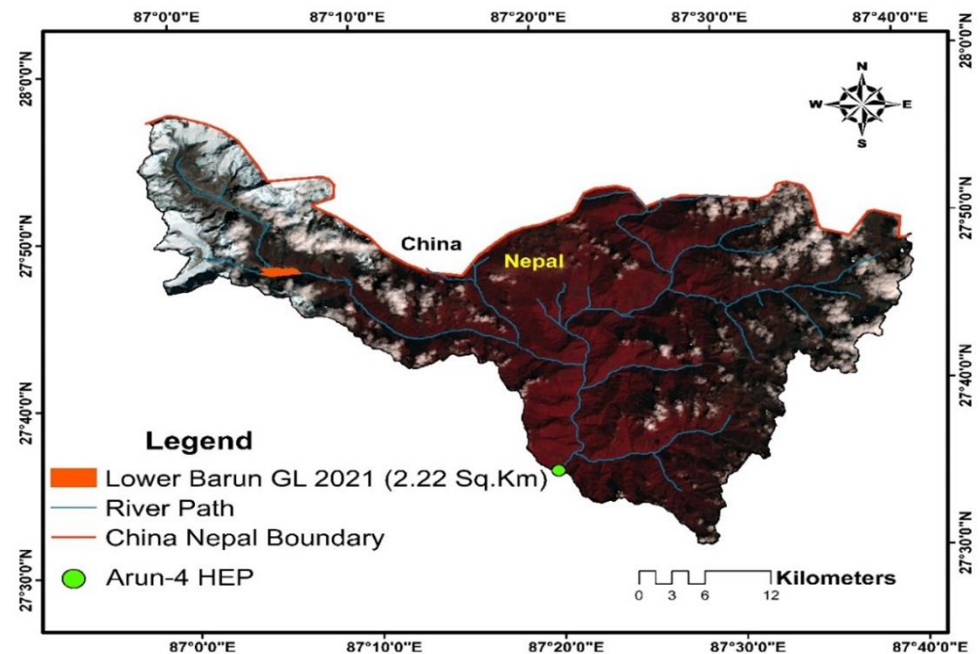 87°0'0"E 87°10'0"E 87°20'0"E 87°30'0"E 87°40'0"E
28°0'0"N
28°0'0"N
N
W E
S
27°50'0"N
27°50'0"N
China
Nepal
27°40'0"N
27°40'0"N
Legend
Lower Barun GL 2021 (2.22 Sq.Km)
River Path
China Nepal Boundary
Arun-4 HEP
27°30'0"N
27°30'0"N
Kilometers
0 3 6 12
87°0'0"E 87°10'0"E 87°20'0"E 87°30'0"E 87°40'0"E